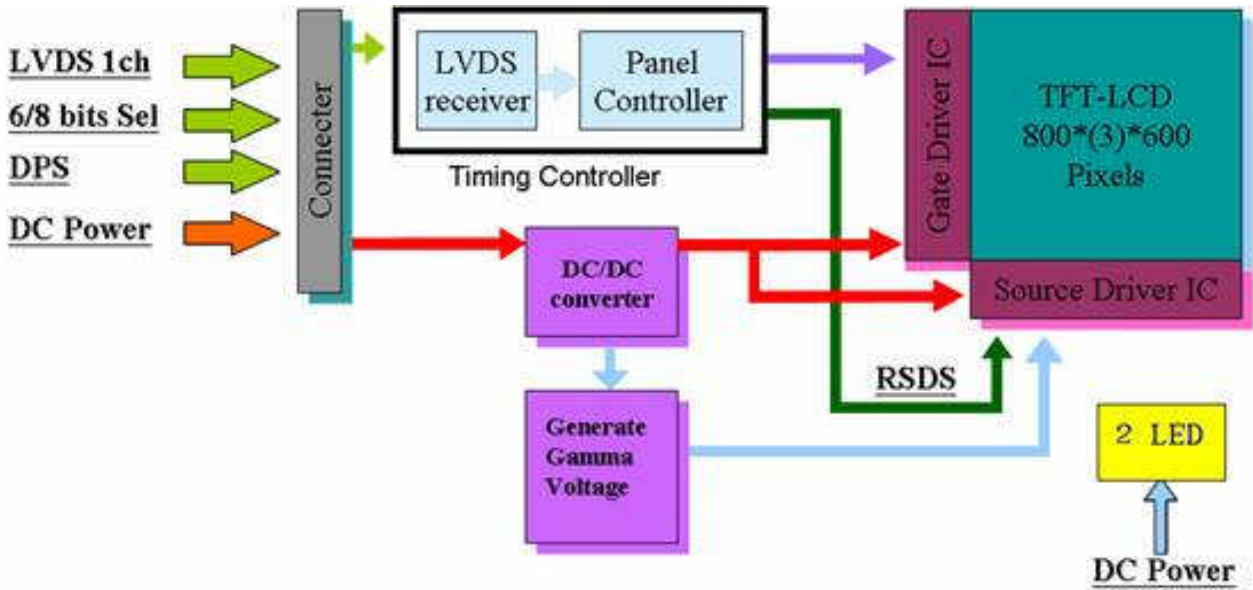 LVDS 1ch
6/8 bits Sel
DPS
DC Power
Connecter
LVDS
receiver
Panel
Controller
Timing Controller
DC/DC
converter
Generate
Gamma
Voltage
Gate Driver IC
TFT-LCD
800*(3)*600
Pixels
Source Driver IC
RSDS
2 LED
DC Power